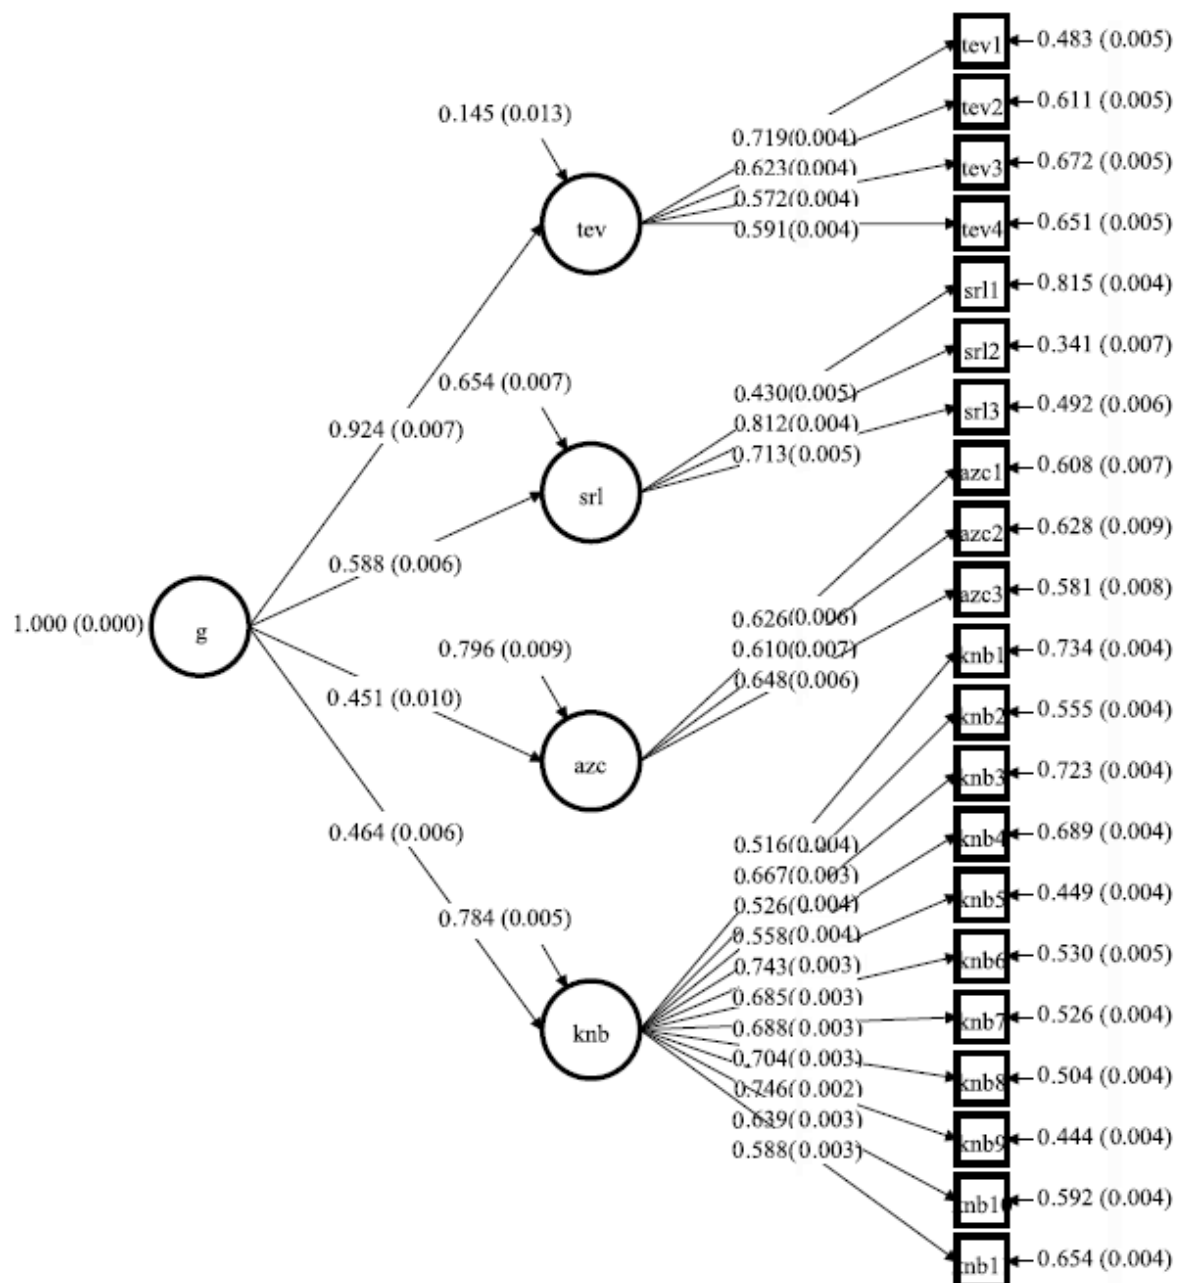 tev1
0.483 (0.005)
0.145 (0.013)
tev2
0.611 (0.005)
0.719(0.004)
0.623(0.004)
tev3
0.672 (0.005)
0.572(0.004)
0.591(0.004)
tev
tev4
0.651 (0.005)
srl1
0.815 (0.004)
srl2
0.341 (0.007)
0.654 (0.007)
0.430(0.005)
srl3
0.492 (0.006)
0.812(0.004)
0.924 (0.007)
0.713(0.005)
azc1
0.608 (0.007)
srl
azc2
0.628 (0.009)
0.588 (0.006)
azc3
0.581 (0.008)
1.000 (0.000)
g
0.626(0.006)
0.796 (0.009)
0.610(0.007)
knb1
0.734 (0.004)
0.451 (0.010)
0.648(0.006)
knb2
0.555 (0.004)
azc
knb3
0.723 (0.004)
0.464 (0.006)
0.516(0.004)
knb4
0.689 (0.004)
0.667(0.003)
0.526(0.004)
knb5
0.449 (0.004)
0.784 (0.005)
0.558(0.004)
0.743(0.003)
knb6
0.530 (0.005)
0.685(0.003)
knb
0.688(0.003)
knb7
0.526 (0.004)
0.704(0.003)
knb8
0.504 (0.004)
0.746(0.002)
0.639(0.003)
knb9
0.444 (0.004)
0.588(0.003)
0.592 (0.004)
0.654 (0.004)